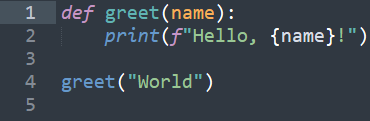 1 def greet(name):
2     print(f"Hello, {name}!")
3
4 greet("World")
5